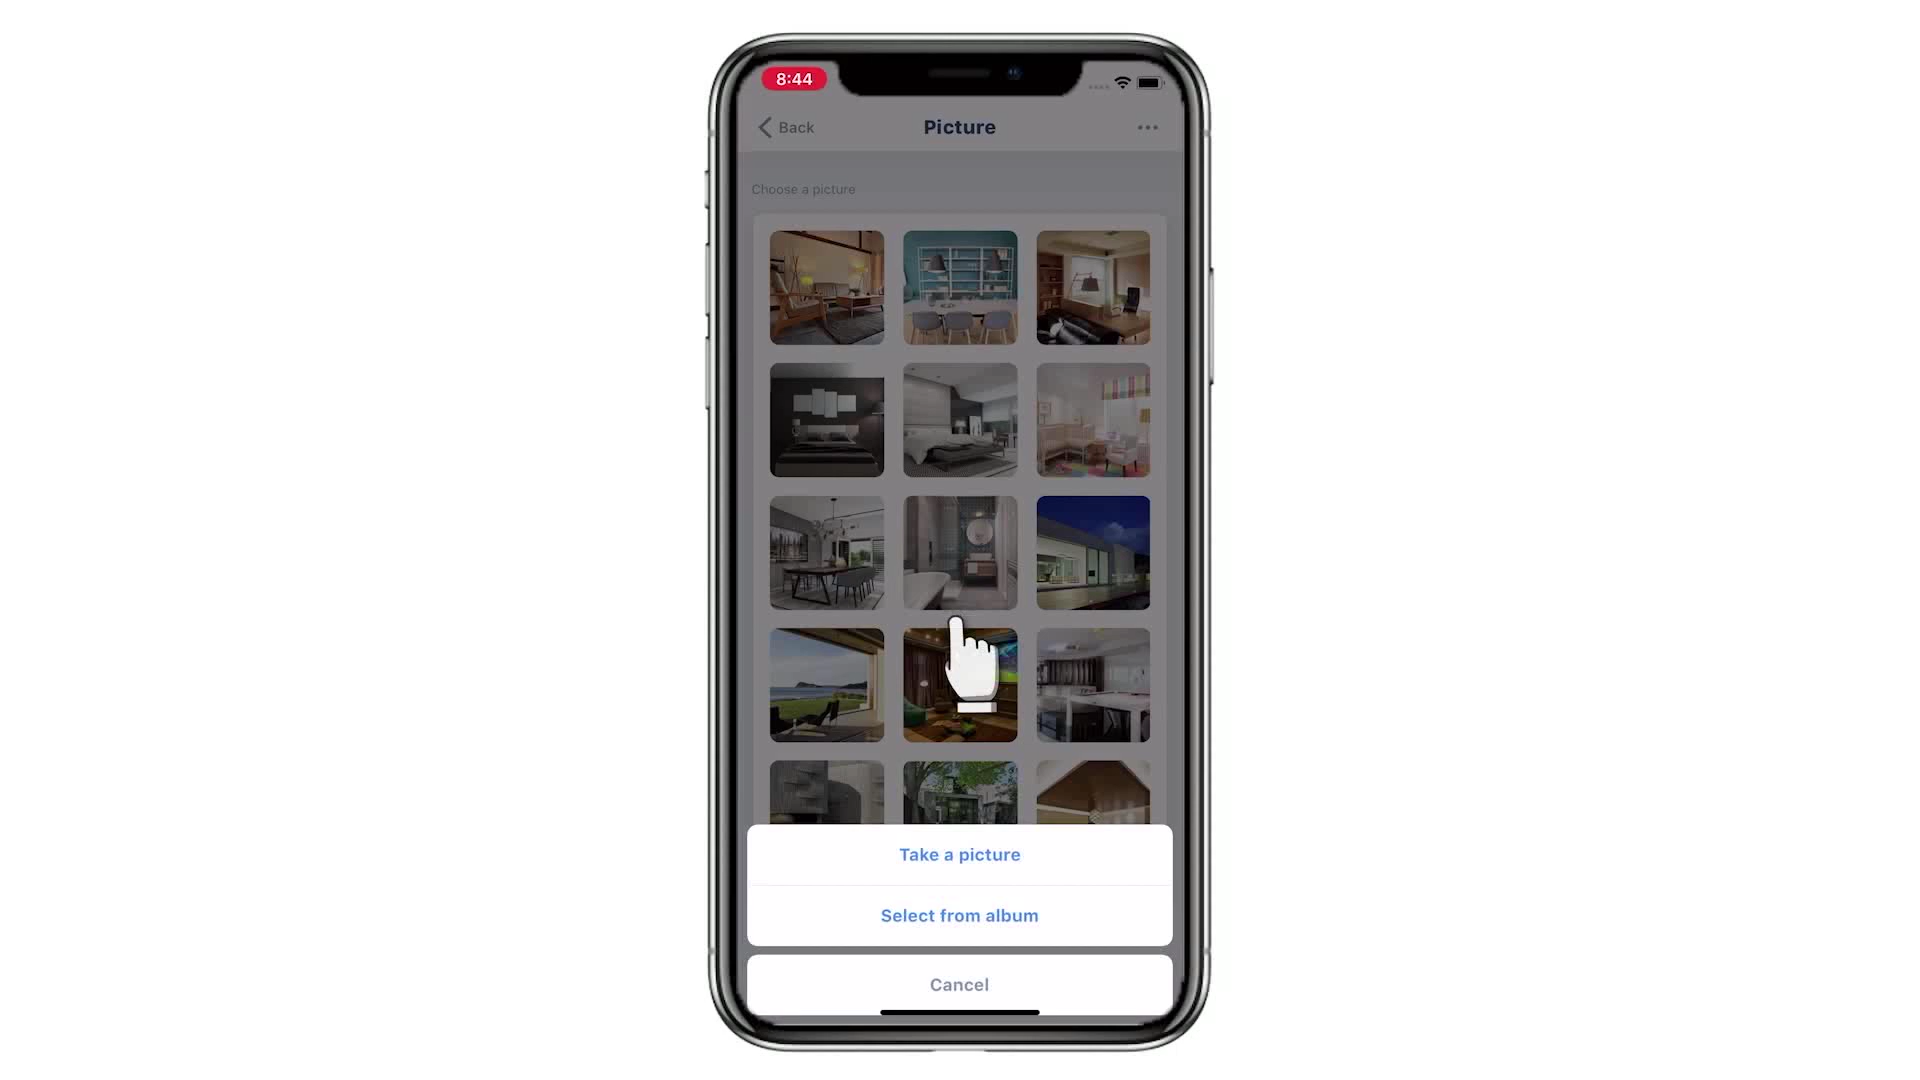 8:44
Back
Picture
Choose a picture
Take a picture
Select from album
Cancel